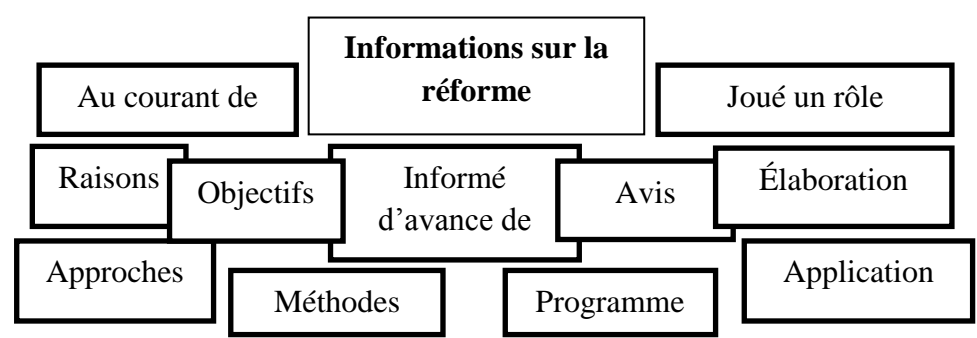 Informations sur la
réforme
Au courant de
Joué un rôle
Raisons
Objectifs
Informé
d’avance de
Avis
Élaboration
Approches
Méthodes
Programme
Application